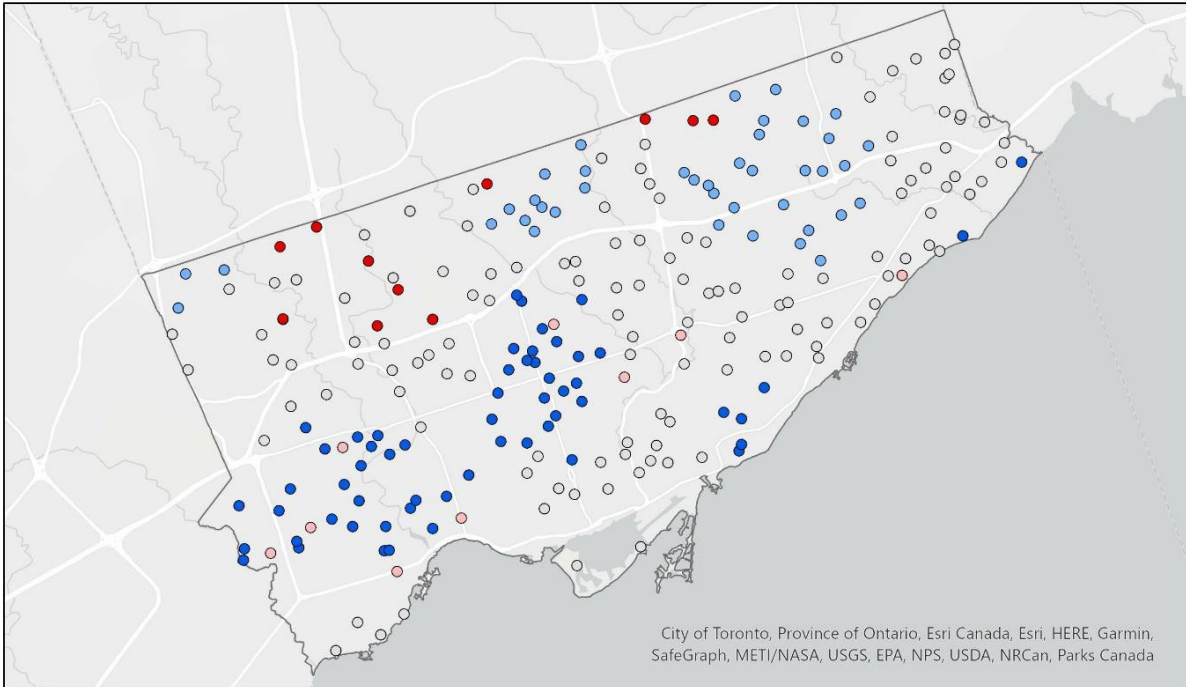 City of Toronto, Province of Ontario, Esri Canada, Esri, HERE, Garmin,
SafeGraph, METI/NASA, USGS, EPA, NPS, USDA, NRCan, Parks Canada